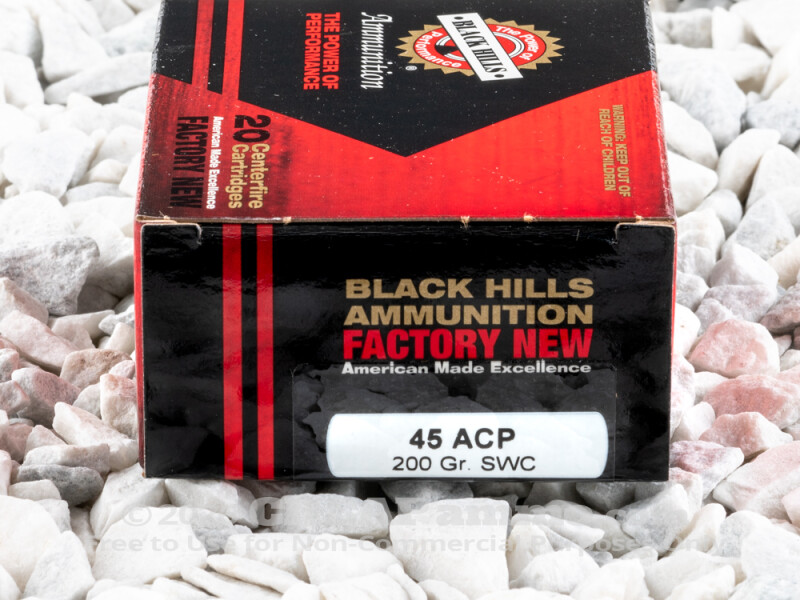 The Power of
BLACK HILLS
Performance
Ammunition
®
THE POWER OF
PERFORMANCE
WARNING: KEEP OUT OF
REACH OF CHILDREN
20 Centerfire
Cartridges
American Made Excellence
FACTORY NEW
BLACK HILLS
AMMUNITION
FACTORY NEW
American Made Excellence
45 ACP
200 Gr. SWC
Free to Use for Non-Commercial Purposes